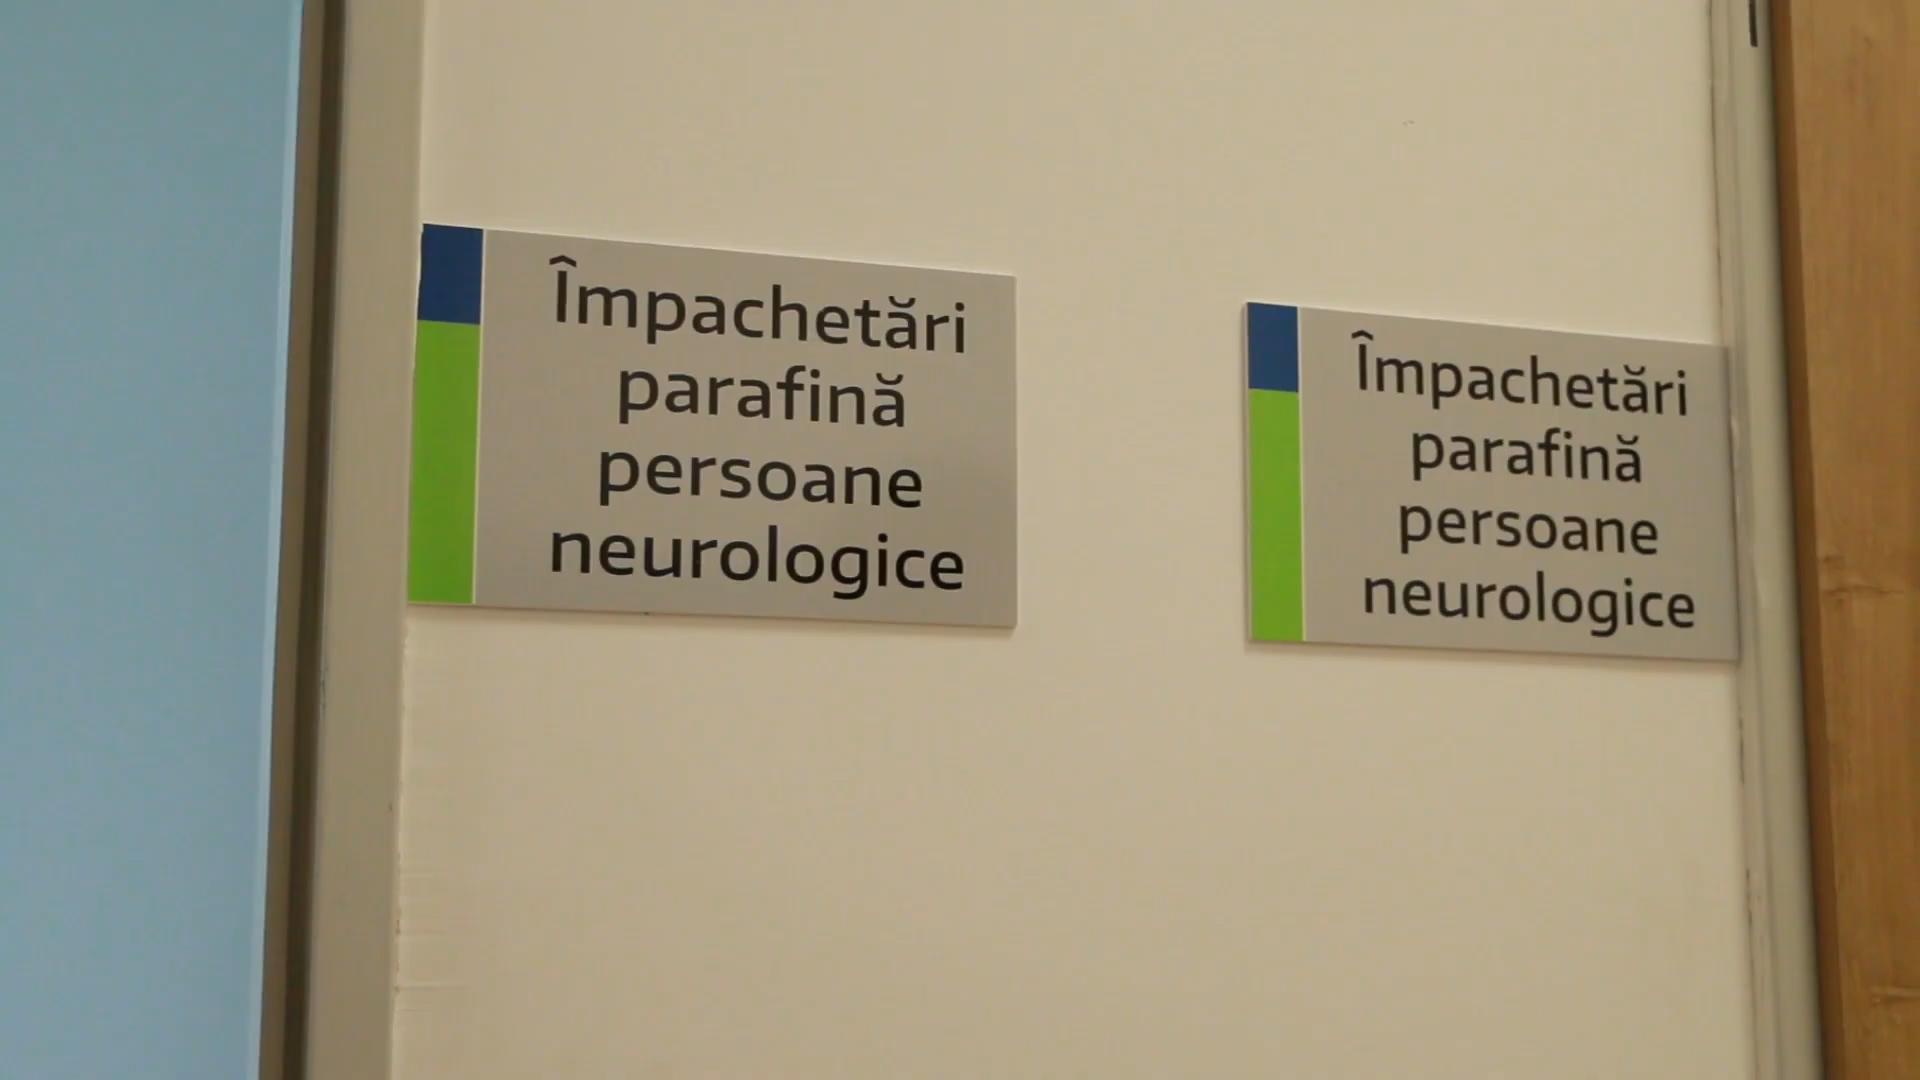 Împachetări
parafină
persoane
neurologice
Împachetări
parafină
persoane
neurologice